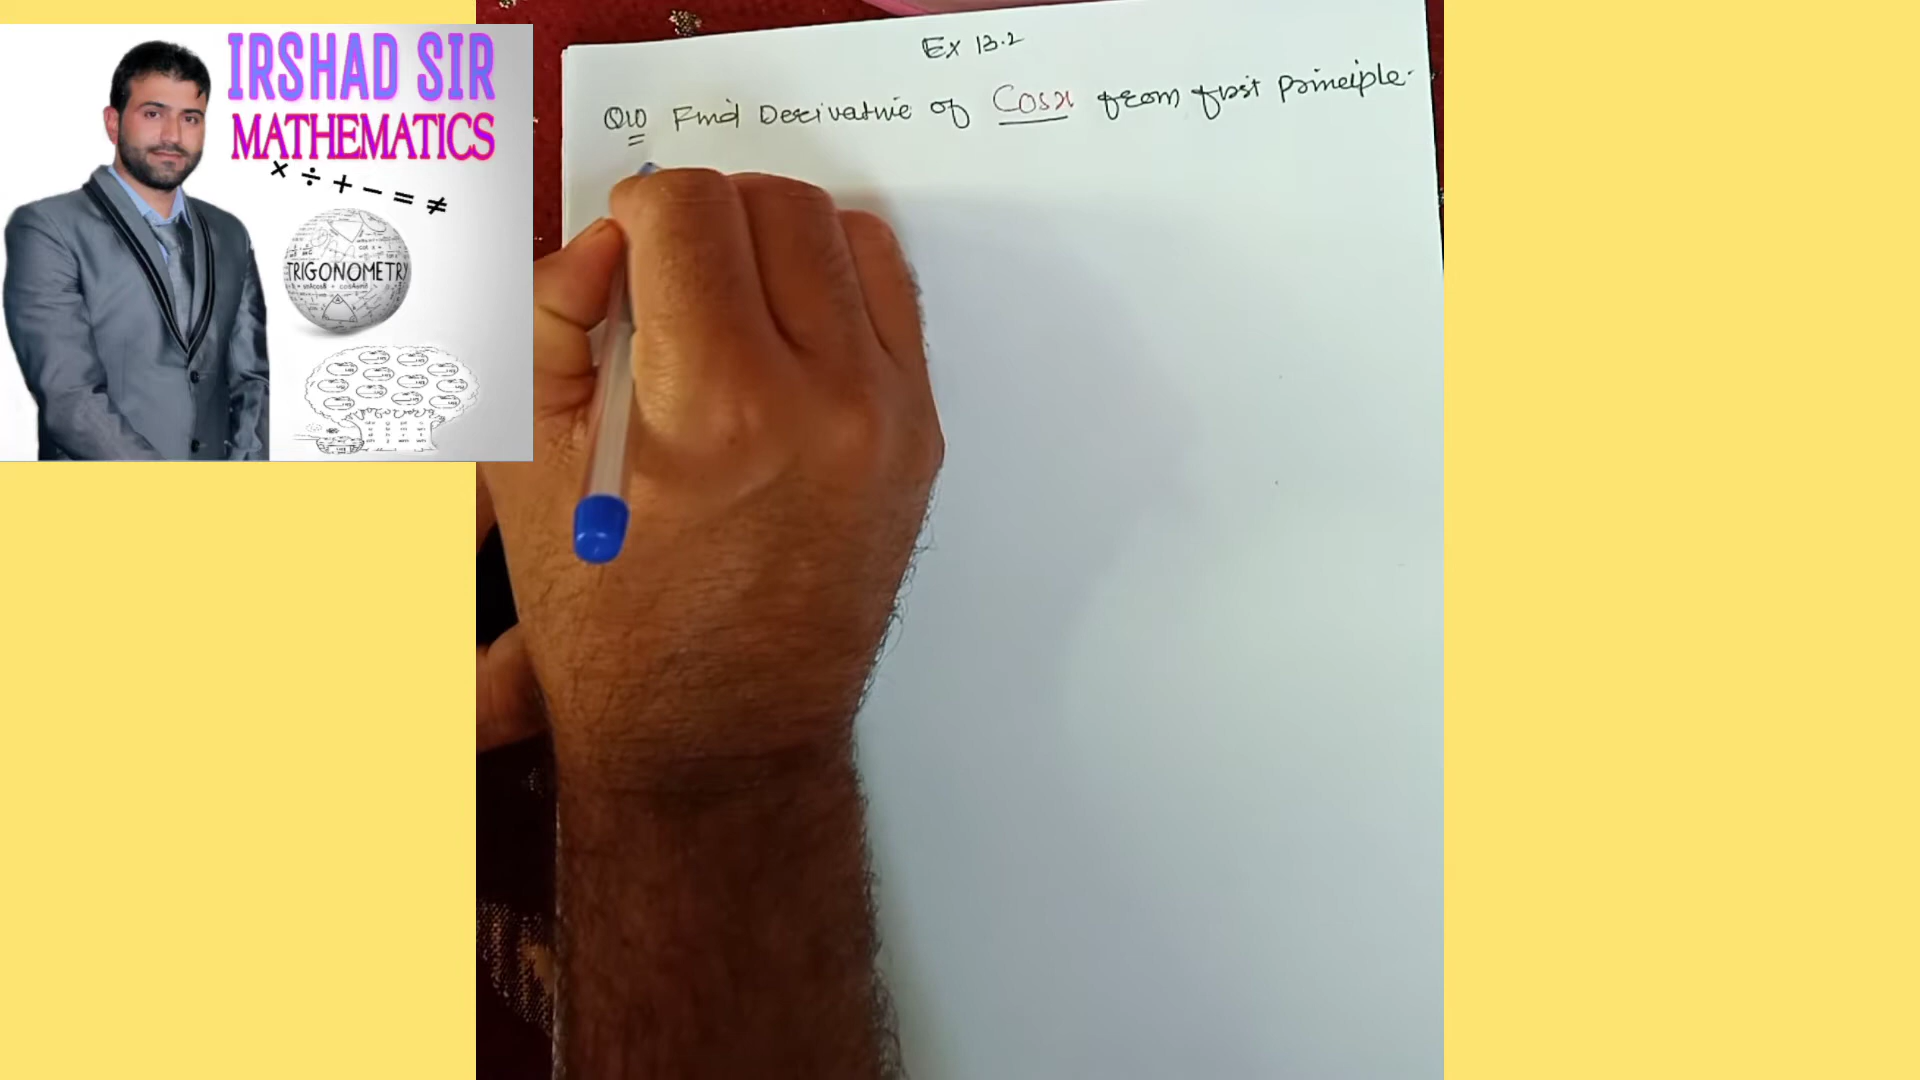 IRSHAD SIR
MATHEMATICS
× ÷ + − = ≠
TRIGONOMETRY
Ex 13.2
Q10 Find Derivative of Cosx from first Principle.